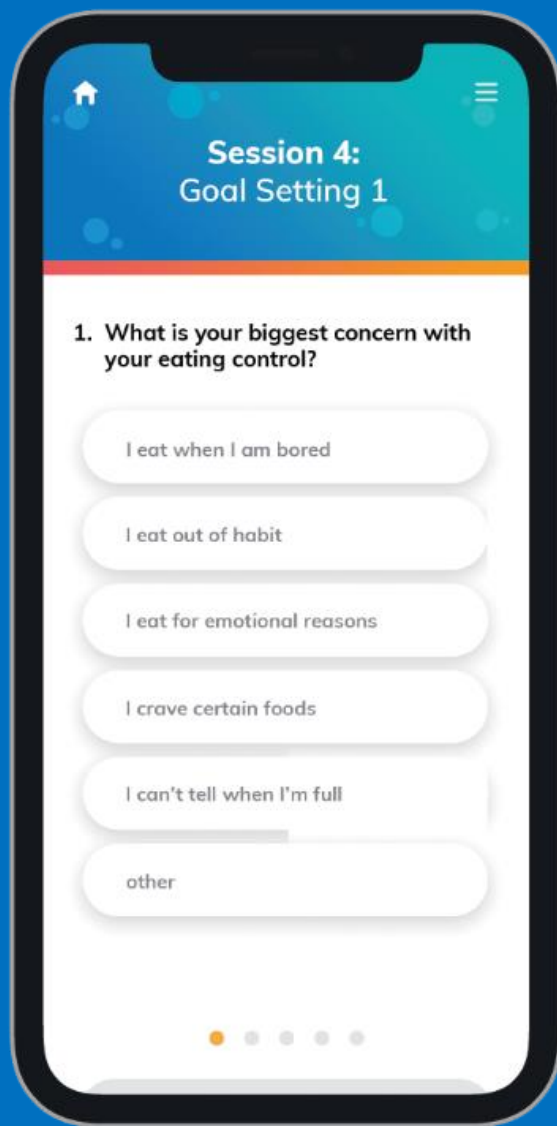 Session 4:
Goal Setting 1
1. What is your biggest concern with
your eating control?
I eat when I am bored
I eat out of habit
I eat for emotional reasons
I crave certain foods
I can't tell when I'm full
other